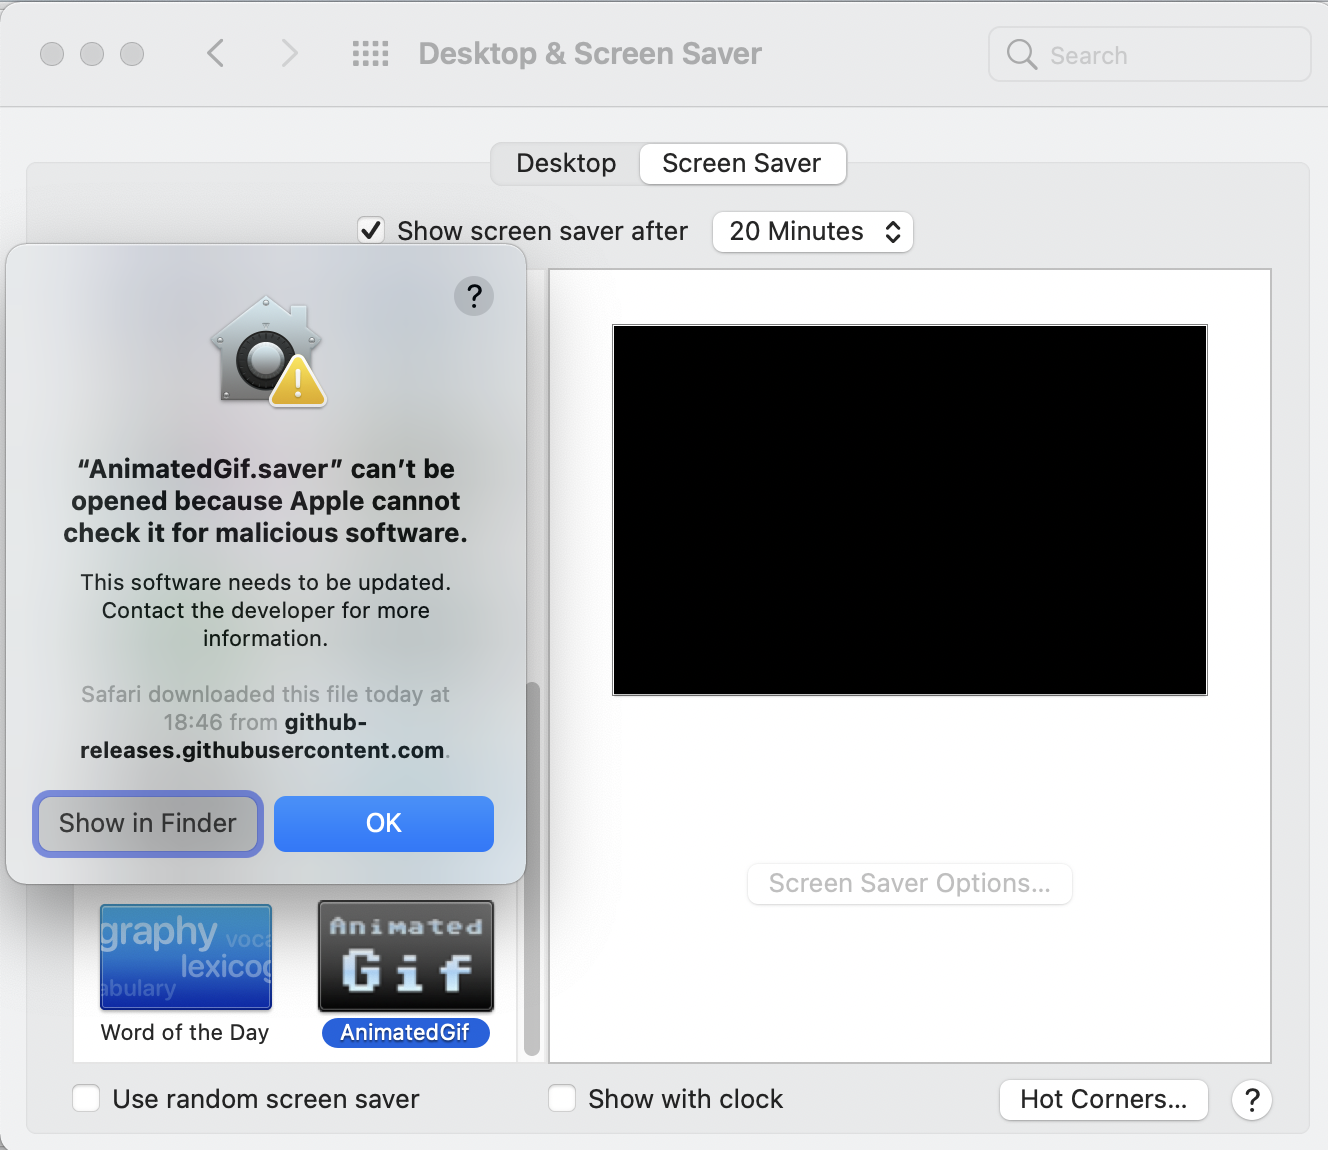 Desktop & Screen Saver
Search
Desktop
Screen Saver
Show screen saver after
20 Minutes
?
“AnimatedGif.saver” can’t be
opened because Apple cannot
check it for malicious software.
This software needs to be updated.
Contact the developer for more
information.
Safari downloaded this file today at
18:46 from github-
releases.githubusercontent.com.
Show in Finder
OK
Screen Saver Options...
graphy
lexicog
abulary
Animated
Gif
Word of the Day
AnimatedGif
Use random screen saver
Show with clock
Hot Corners...
?